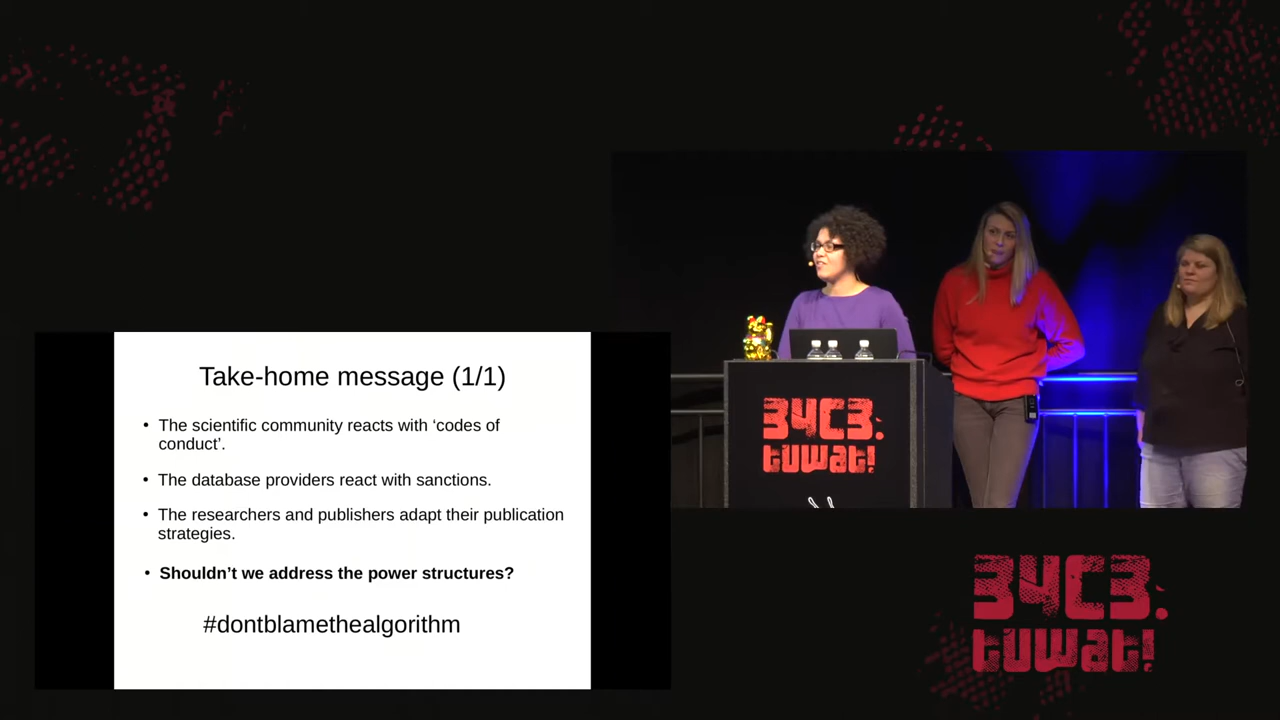 Take-home message (1/1)
• The scientific community reacts with ‘codes of
conduct’.
• The database providers react with sanctions.
• The researchers and publishers adapt their publication
strategies.
• Shouldn’t we address the power structures?
#dontblamethealgorithm
34C3.
tuwat!
34C3.
tuwat!